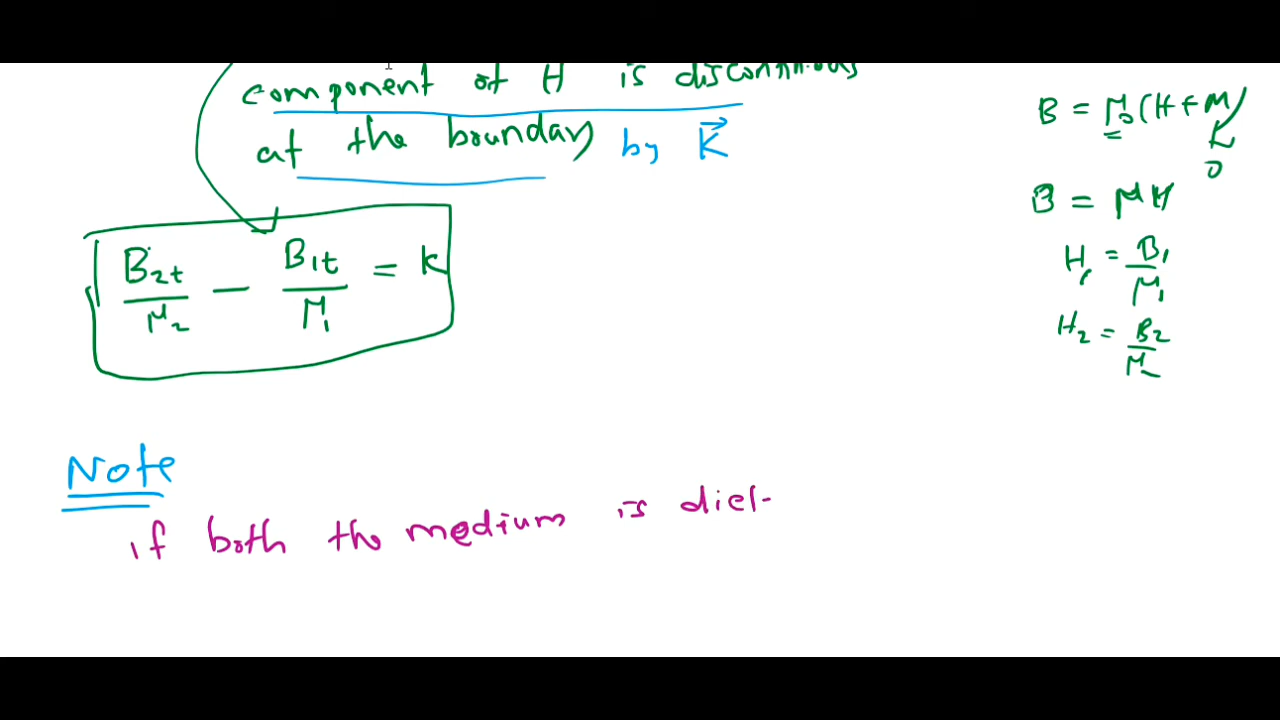 component of H is discontinuous
at the boundary by K⃗
B₂t/μ₂ − B₁t/μ₁ = K
Note
if both the medium is diel-
B = μ₀(H + M)
0
B = μH
H₁ = B₁/μ₁
H₂ = B₂/μ₂